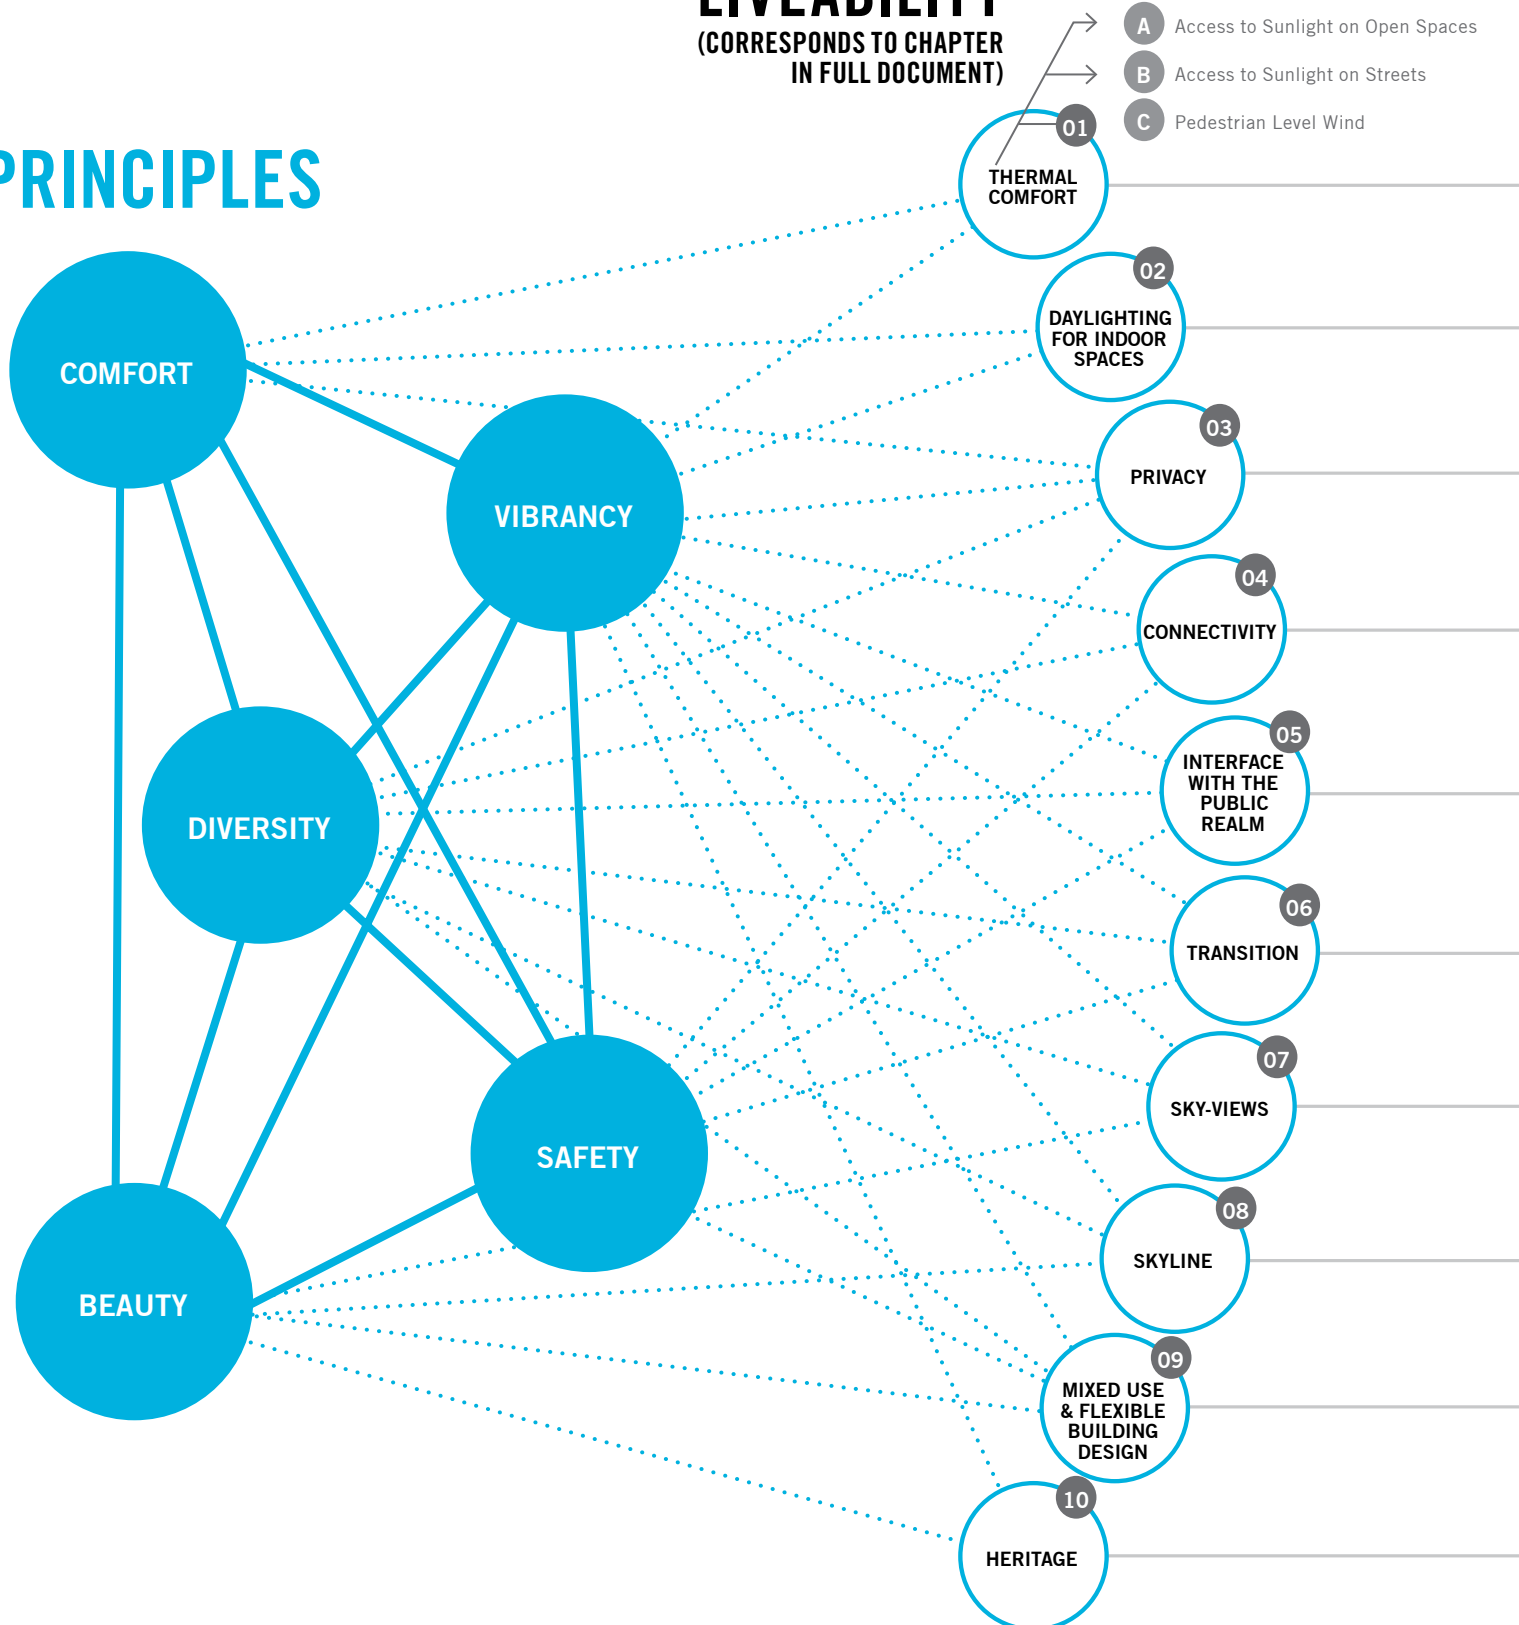 LIVEABILITY
(CORRESPONDS TO CHAPTER
IN FULL DOCUMENT)
A Access to Sunlight on Open Spaces
B Access to Sunlight on Streets
C Pedestrian Level Wind
PRINCIPLES
COMFORT
VIBRANCY
DIVERSITY
SAFETY
BEAUTY
01
THERMAL
COMFORT
02
DAYLIGHTING
FOR INDOOR
SPACES
03
PRIVACY
04
CONNECTIVITY
05
INTERFACE
WITH THE
PUBLIC
REALM
06
TRANSITION
07
SKY-VIEWS
08
SKYLINE
09
MIXED USE
& FLEXIBLE
BUILDING
DESIGN
10
HERITAGE